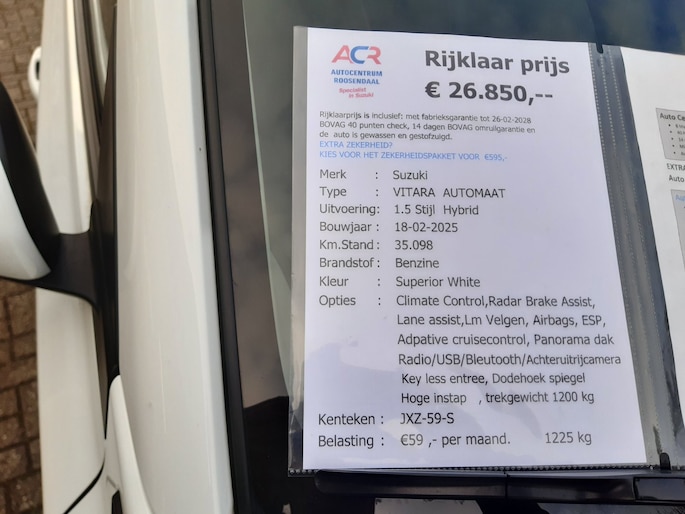 ACR
AUTOCENTRUM
ROOSENDAAL
Specialist
in Suzuki
Rijklaar prijs
€ 26.850,--
Rijklaarprijs is inclusief: met fabrieksgarantie tot 26-02-2028
BOVAG 40 punten check, 14 dagen BOVAG omruilgarantie en
de auto is gewassen en gestofzuigd.
EXTRA ZEKERHEID?
KIES VOOR HET ZEKERHEIDSPAKKET VOOR €595,-
Merk : Suzuki
Type : VITARA AUTOMAAT
Uitvoering: 1.5 Stijl Hybrid
Bouwjaar : 18-02-2025
Km.Stand : 35.098
Brandstof : Benzine
Kleur : Superior White
Opties : Climate Control,Radar Brake Assist,
Lane assist,Lm Velgen, Airbags, ESP,
Adpative cruisecontrol, Panorama dak
Radio/USB/Bleutooth/Achteruitrijcamera
Key less entree, Dodehoek spiegel
Hoge instap , trekgewicht 1200 kg
Kenteken : JXZ-59-S
Belasting : €59 ,- per maand. 1225 kg
Auto Ce
EXTRA
Auto